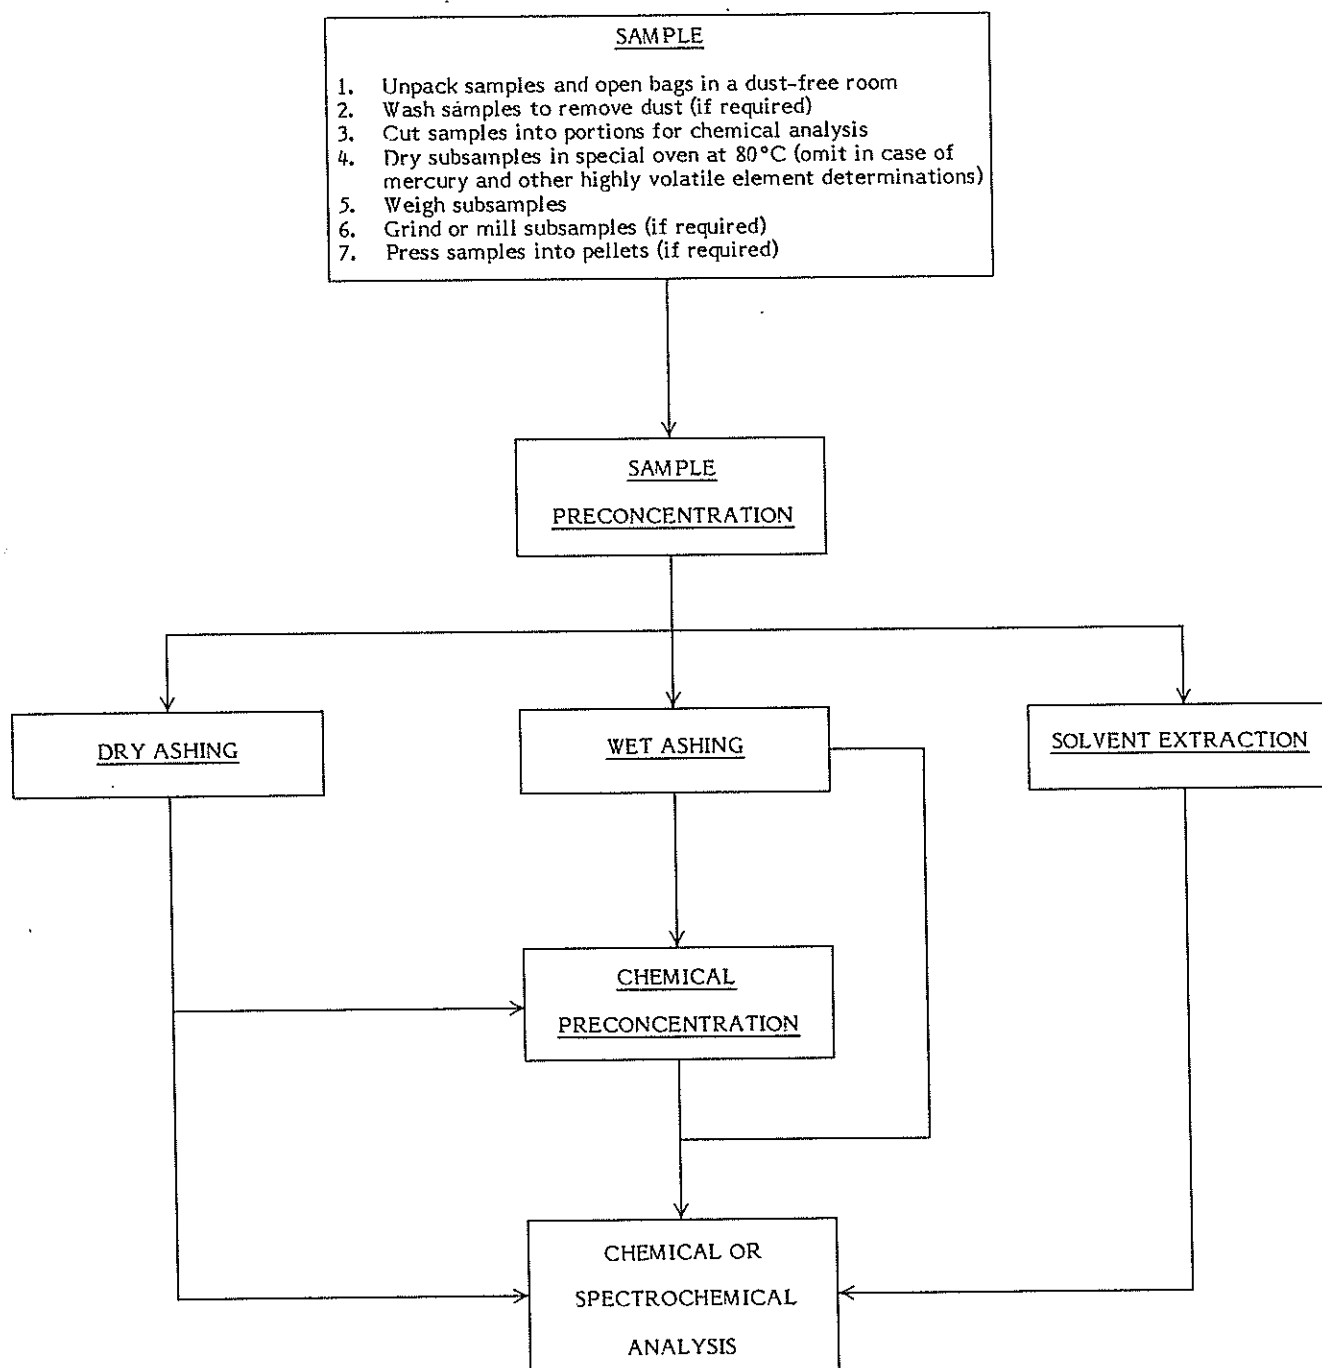 SAMPLE
1. Unpack samples and open bags in a dust-free room
2. Wash samples to remove dust (if required)
3. Cut samples into portions for chemical analysis
4. Dry subsamples in special oven at 80°C (omit in case of
mercury and other highly volatile element determinations)
5. Weigh subsamples
6. Grind or mill subsamples (if required)
7. Press samples into pellets (if required)
SAMPLE
PRECONCENTRATION
DRY ASHING
WET ASHING
SOLVENT EXTRACTION
CHEMICAL
PRECONCENTRATION
CHEMICAL OR
SPECTROCHEMICAL
ANALYSIS